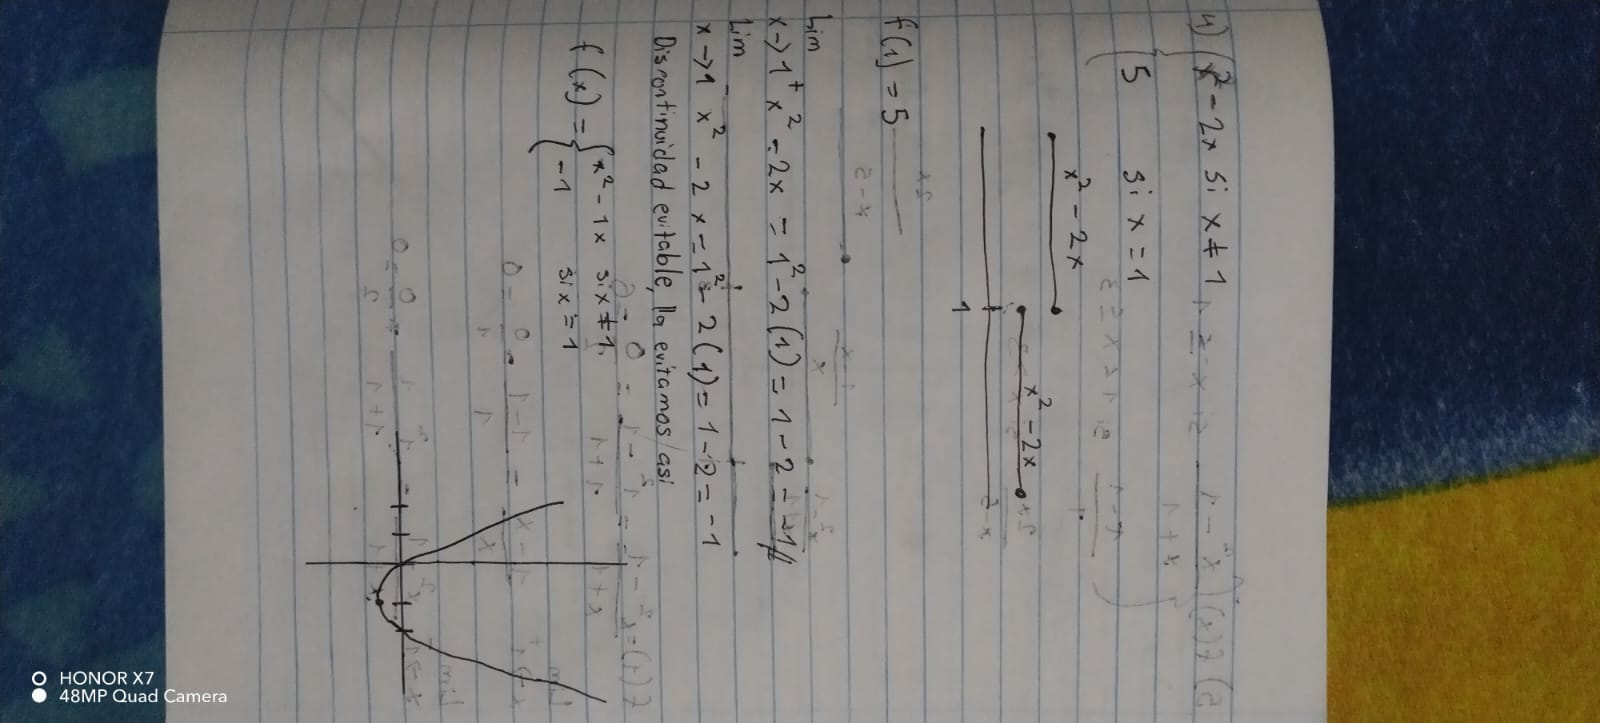 4) x² - 2x si x ≠ 1
5 si x = 1
x² - 2x
x² - 2x
1
f(1) = 5
Lim
x → 1⁺ x² - 2x = 1² - 2(1) = 1 - 2 = -1
Lim
x → 1⁻ x² - 2x = 1² - 2(1) = 1 - 2 = -1
Discontinuidad evitable, lla evitamos así
f(x) = { x² - 1x si x ≠ 1
-1 si x = 1
HONOR X7
48MP Quad Camera